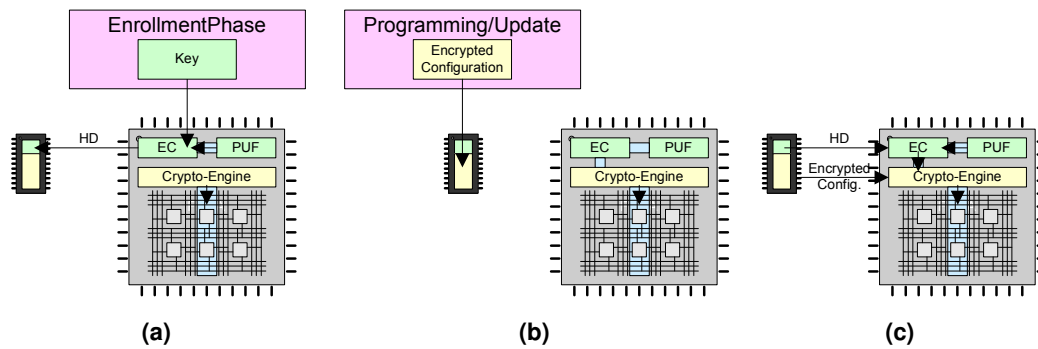 EnrollmentPhase
Key
HD
EC
PUF
Crypto-Engine
(a)
Programming/Update
Encrypted
Configuration
EC
PUF
Crypto-Engine
(b)
HD
Encrypted
Config.
EC
PUF
Crypto-Engine
(c)